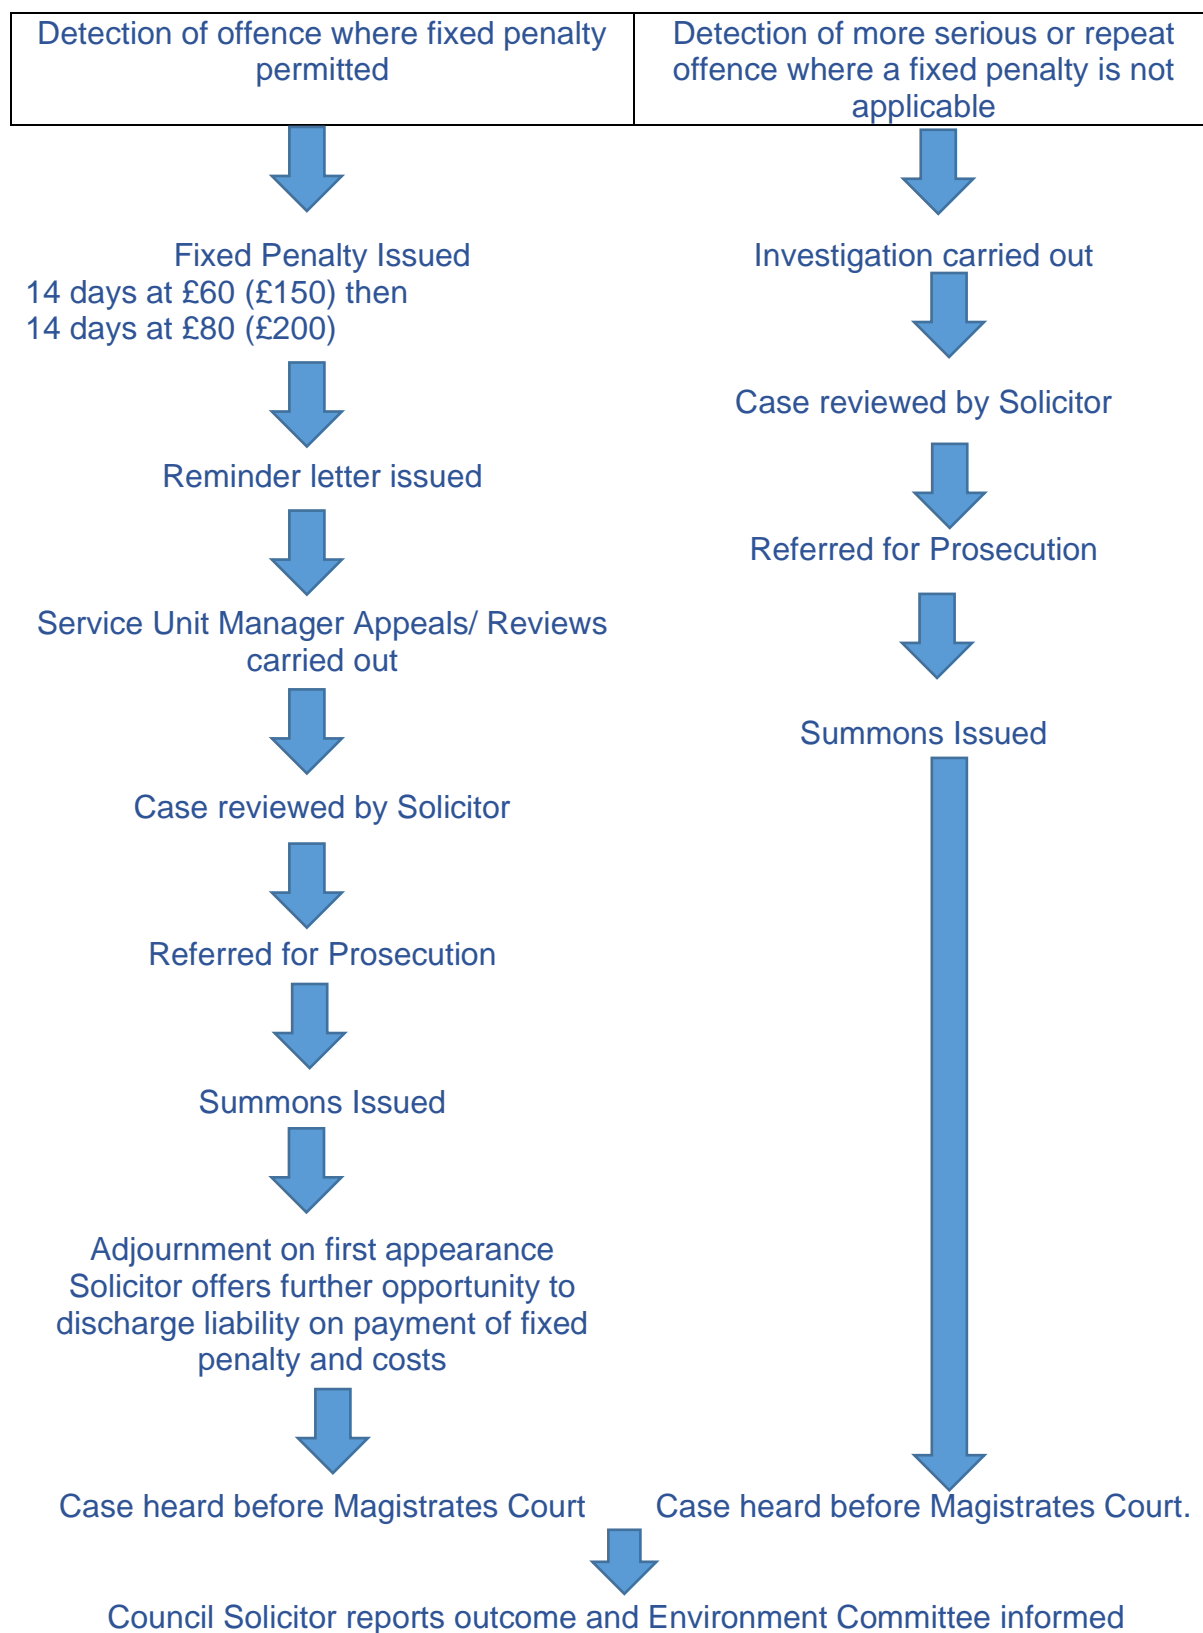 Detection of offence where fixed penalty
permitted
Detection of more serious or repeat
offence where a fixed penalty is not
applicable
Fixed Penalty Issued
14 days at £60 (£150) then
14 days at £80 (£200)
Reminder letter issued
Service Unit Manager Appeals/ Reviews
carried out
Case reviewed by Solicitor
Referred for Prosecution
Summons Issued
Adjournment on first appearance
Solicitor offers further opportunity to
discharge liability on payment of fixed
penalty and costs
Case heard before Magistrates Court
Investigation carried out
Case reviewed by Solicitor
Referred for Prosecution
Summons Issued
Case heard before Magistrates Court.
Council Solicitor reports outcome and Environment Committee informed